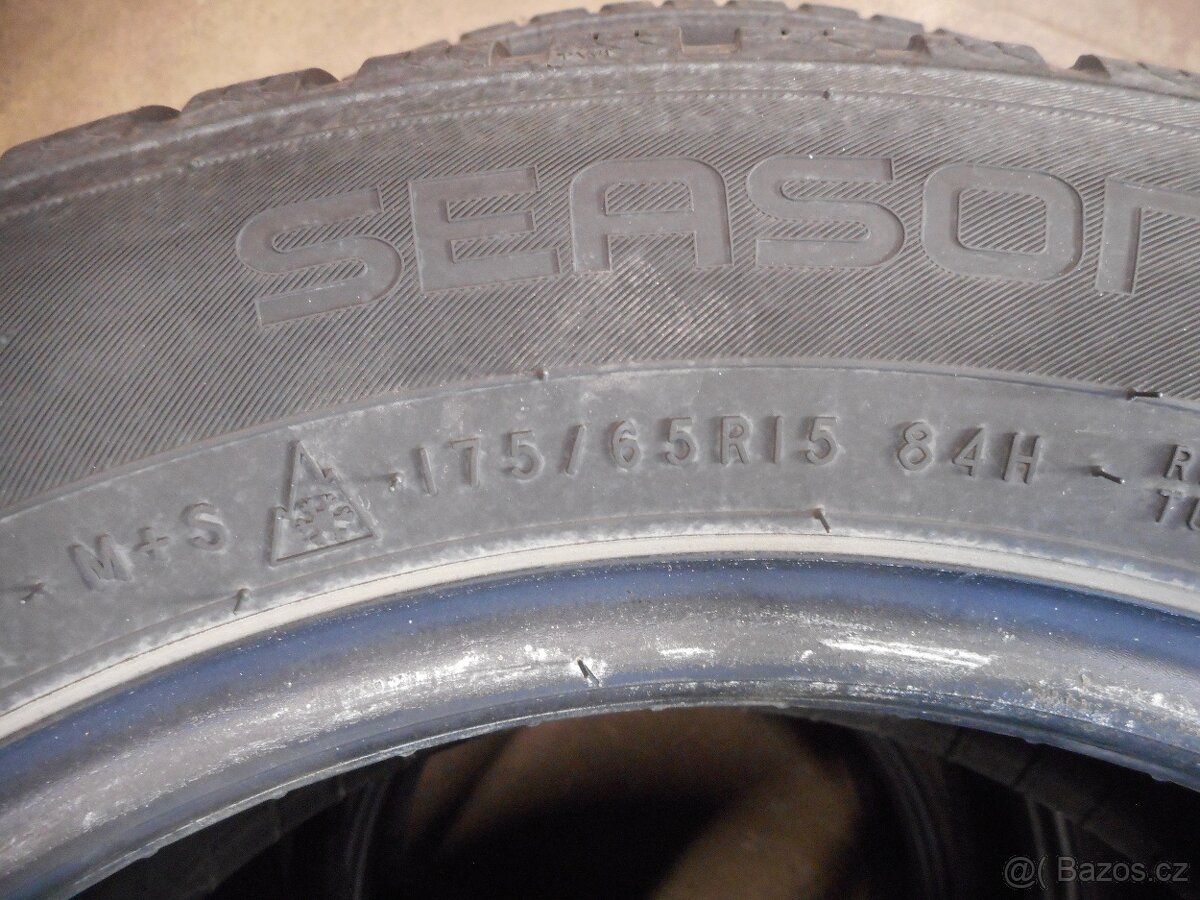 SEASON
M+S 175/65R15 84H
@( Bazos.cz